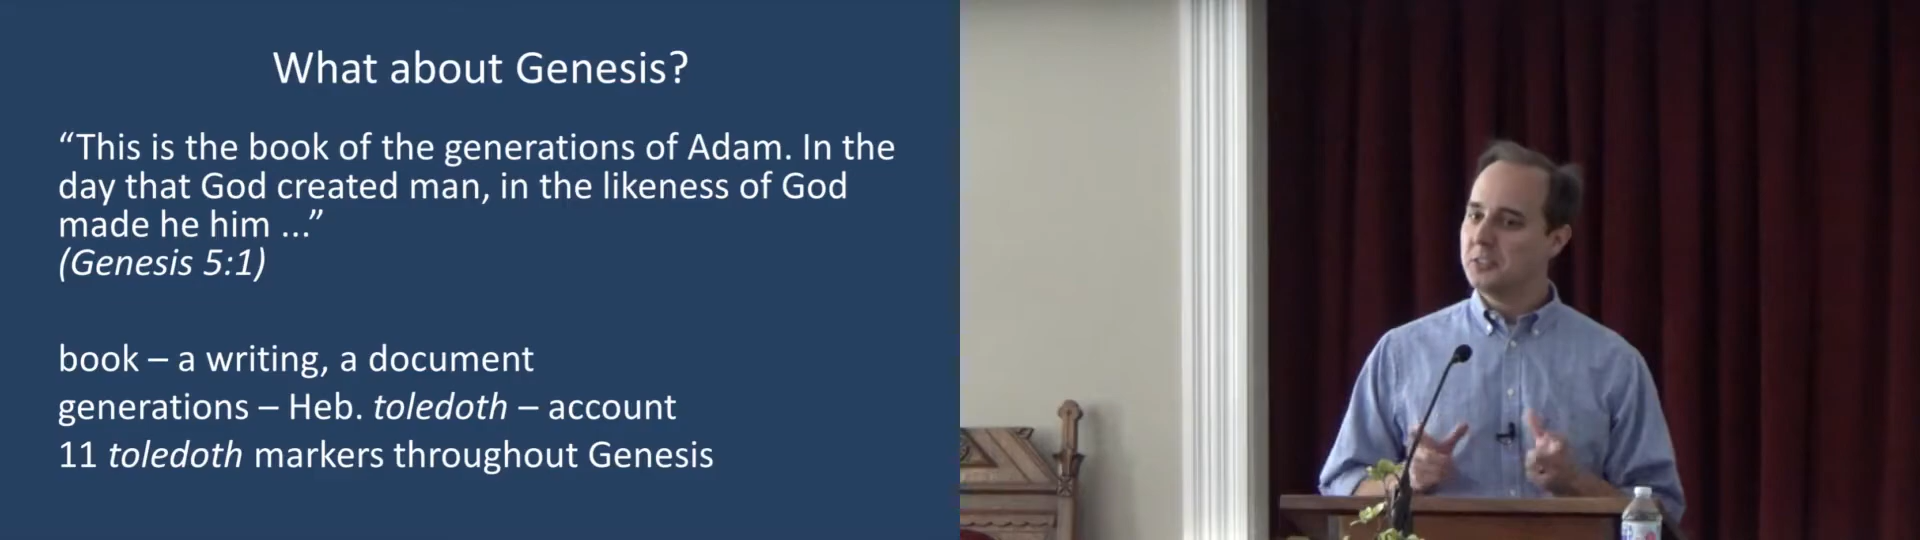 What about Genesis?
“This is the book of the generations of Adam. In the
day that God created man, in the likeness of God
made he him ...”
(Genesis 5:1)
book – a writing, a document
generations – Heb. toledoth – account
11 toledoth markers throughout Genesis